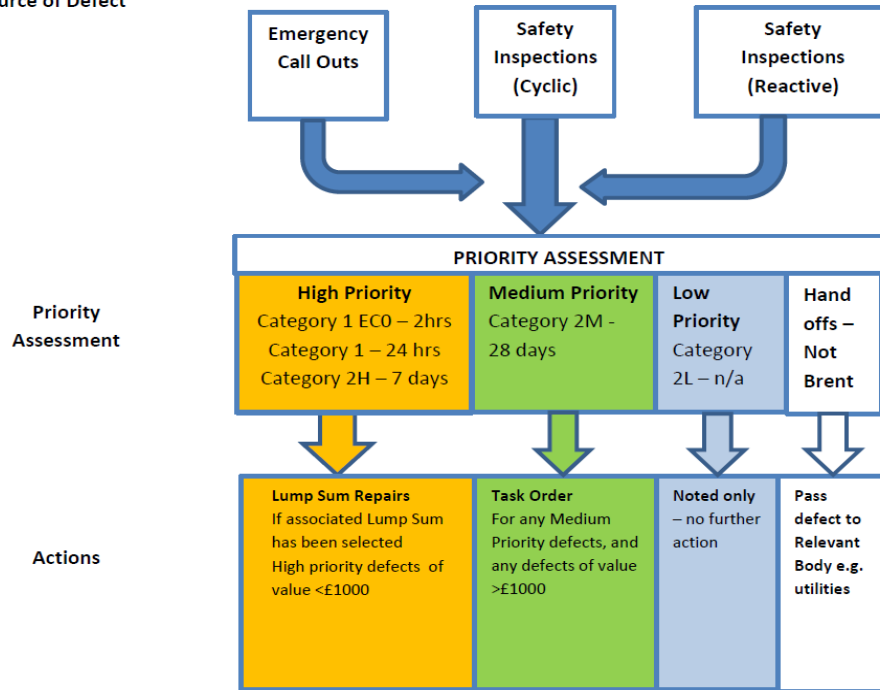 of Defect
Emergency
Call Outs
Safety
Inspections
(Cyclic)
Safety
Inspections
(Reactive)
PRIORITY ASSESSMENT
Priority
Assessment
High Priority
Category 1 EC0 – 2hrs
Category 1 – 24 hrs
Category 2H – 7 days
Medium Priority
Category 2M -
28 days
Low
Priority
Category
2L – n/a
Hand
offs –
Not
Brent
Actions
Lump Sum Repairs
If associated Lump Sum
has been selected
High priority defects of
value <£1000
Task Order
For any Medium
Priority defects, and
any defects of value
>£1000
Noted only
– no further
action
Pass
defect to
Relevant
Body e.g.
utilities